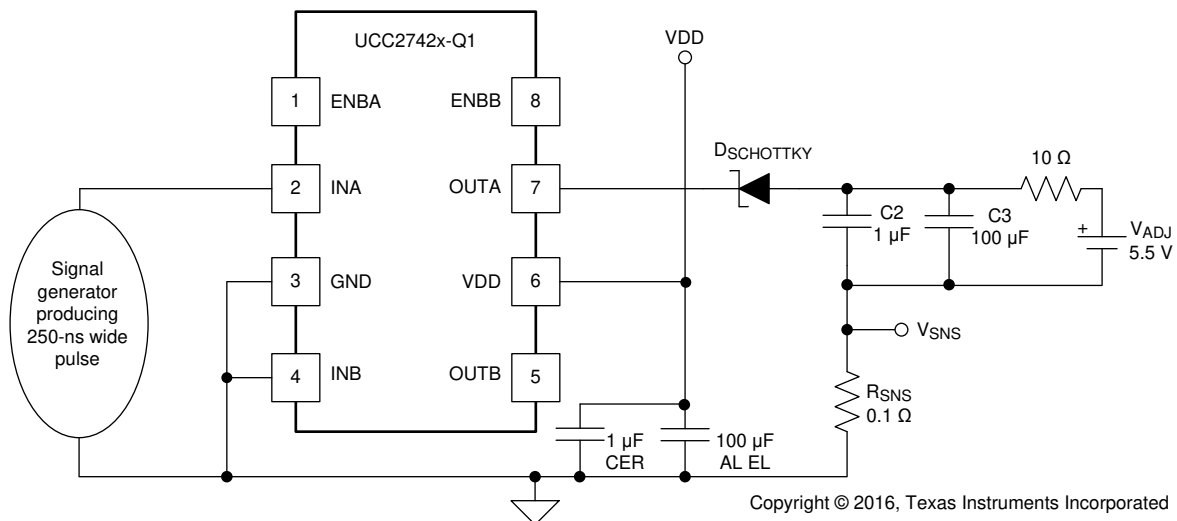 UCC2742x-Q1
VDD
1 ENBA ENBB 8
DSCHOTTKY
10 Ω
2 INA OUTA 7
C2
1 µF
C3
100 µF
+
VADJ
5.5 V
Signal
generator
producing
250-ns wide
pulse
3 GND VDD 6
VSNS
4 INB OUTB 5
RSNS
0.1 Ω
1 µF
CER
100 µF
AL EL
Copyright © 2016, Texas Instruments Incorporated